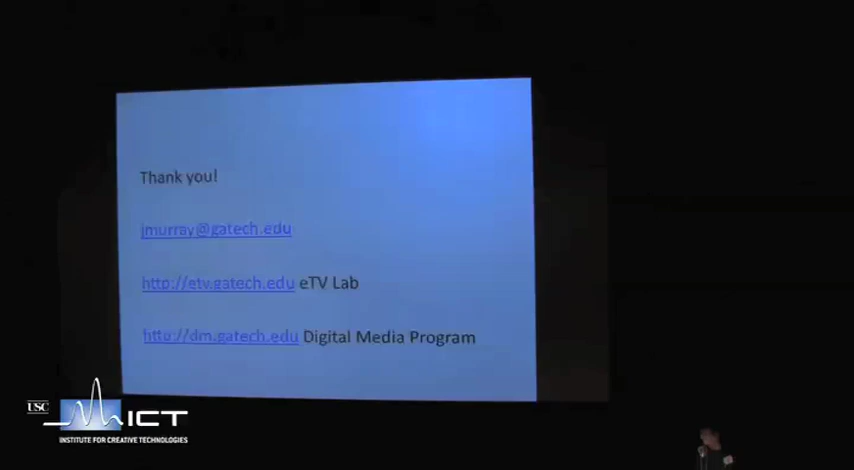 Thank you!
jmurray@gatech.edu
http://etv.gatech.edu eTV Lab
http://dm.gatech.edu Digital Media Program
USC
ICT
INSTITUTE FOR CREATIVE TECHNOLOGIES